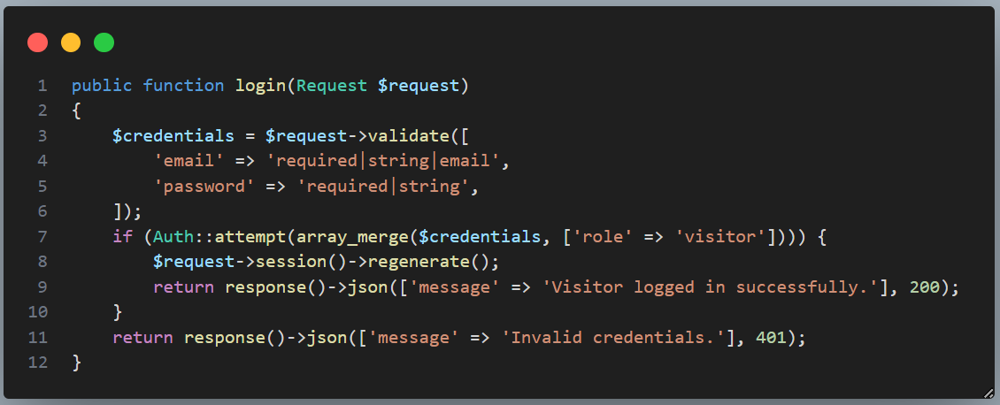 1 public function login(Request $request)
2 {
3     $credentials = $request->validate([
4         'email' => 'required|string|email',
5         'password' => 'required|string',
6     ]);
7     if (Auth::attempt(array_merge($credentials, ['role' => 'visitor']))) {
8         $request->session()->regenerate();
9         return response()->json(['message' => 'Visitor logged in successfully.'], 200);
10     }
11     return response()->json(['message' => 'Invalid credentials.'], 401);
12 }